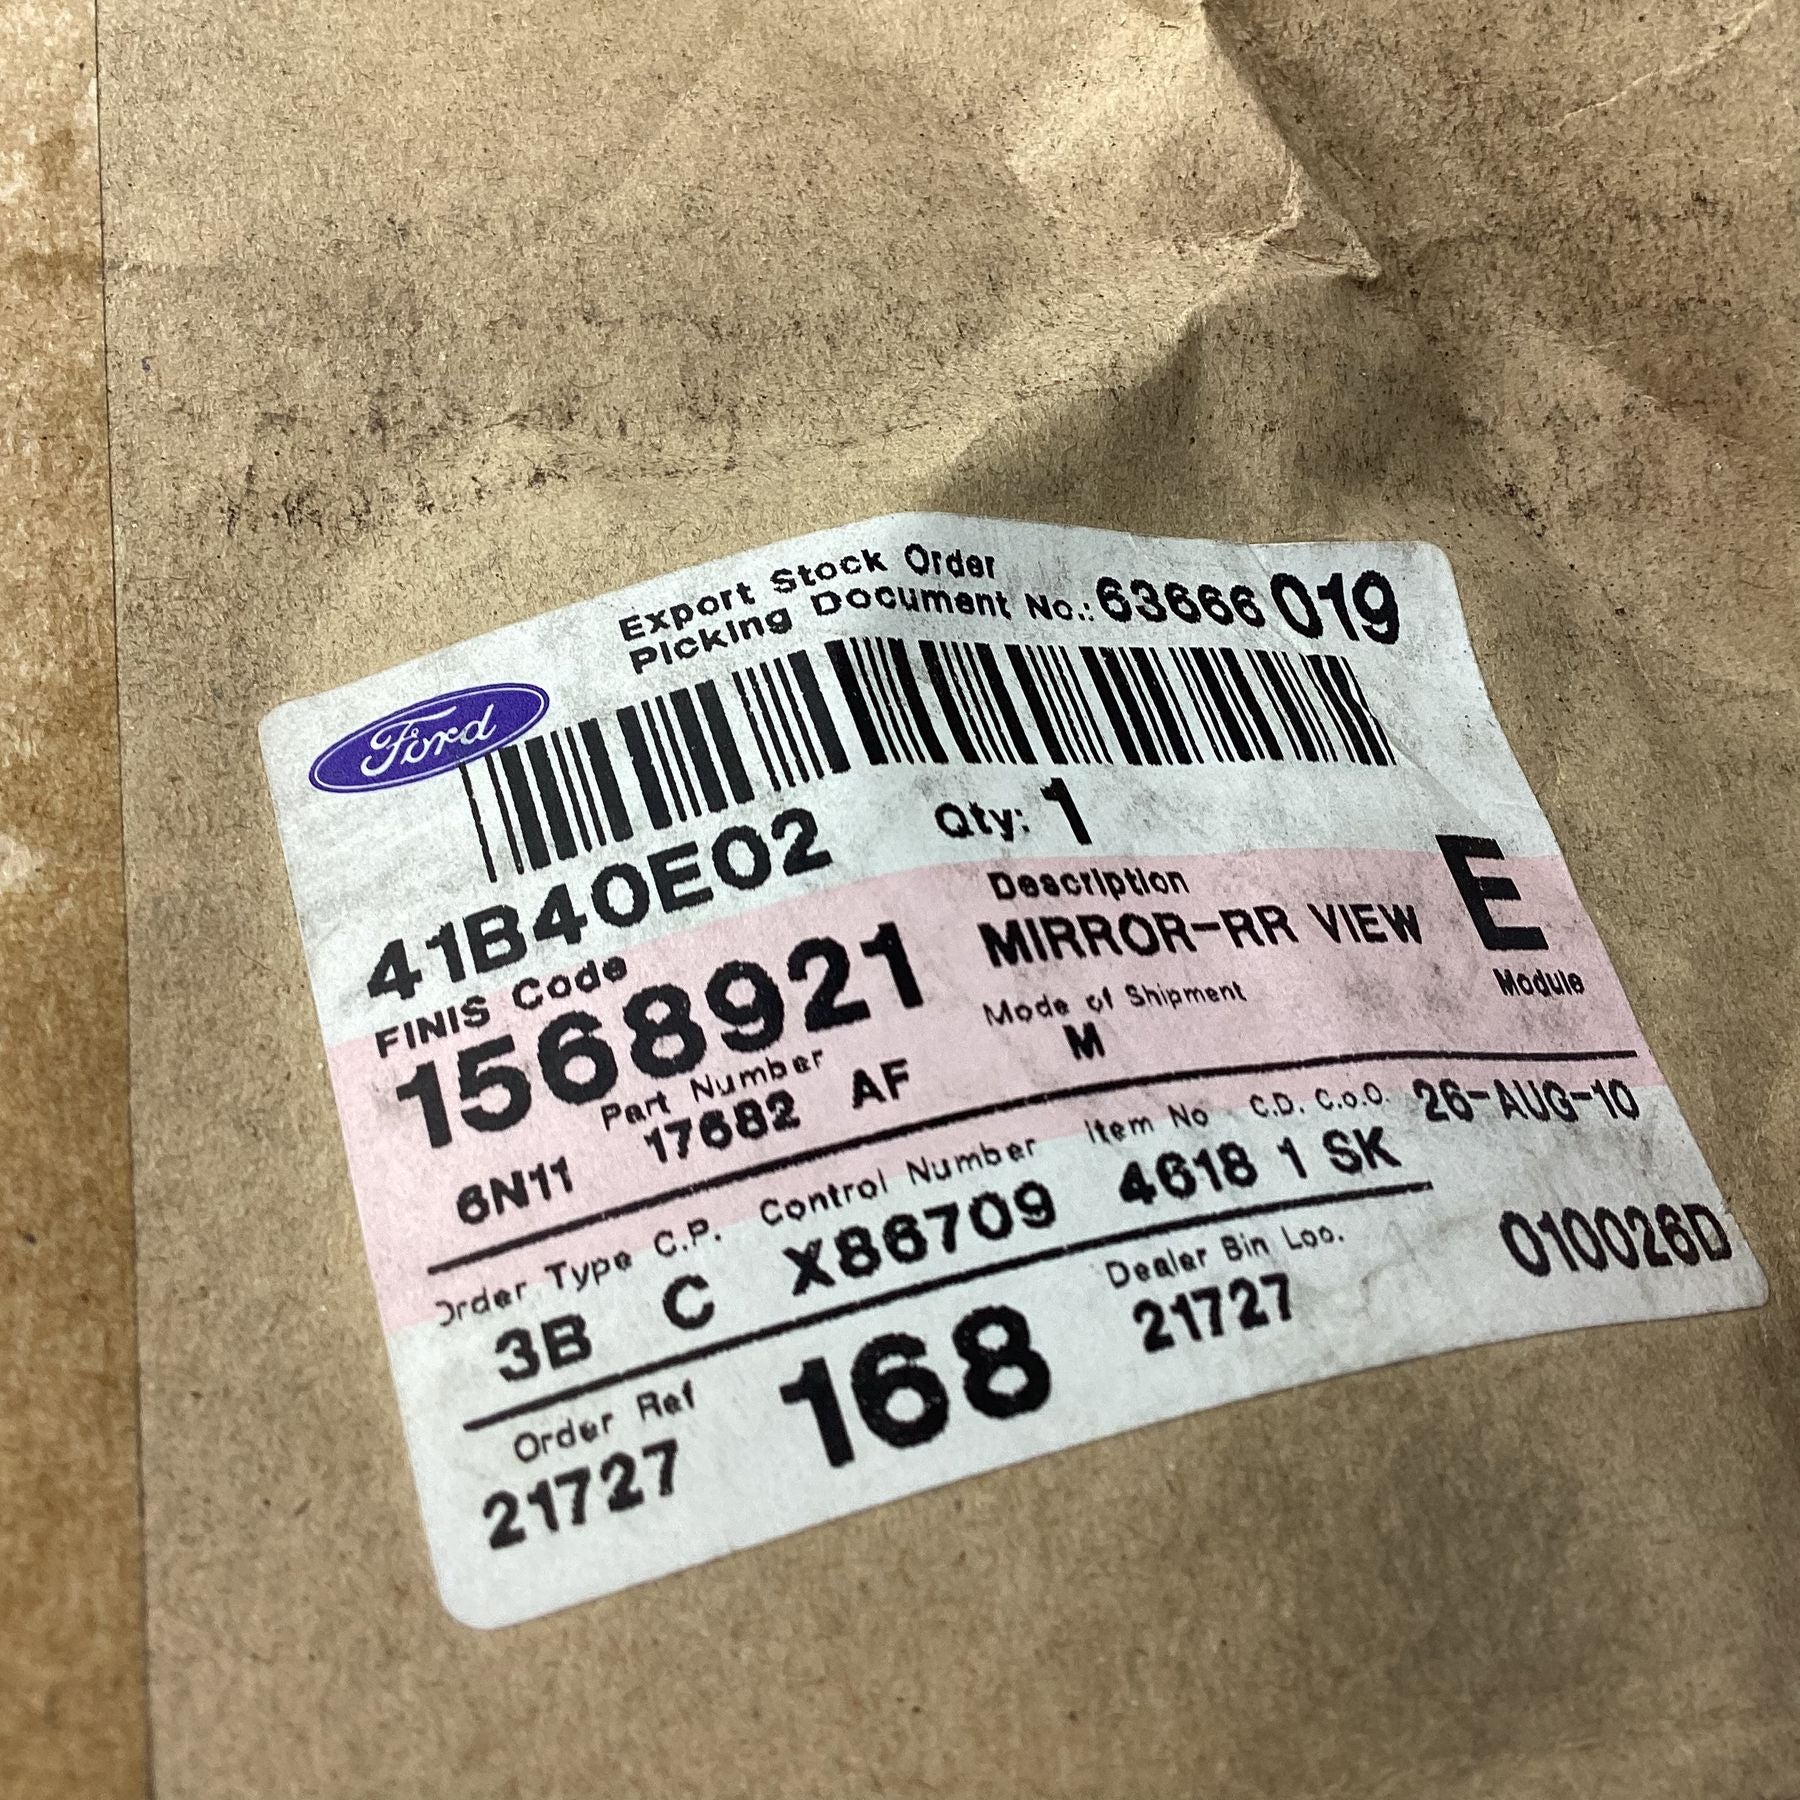 Export Stock Order
Picking Document No.: 63666 019
Ford
41B40E02 Qty: 1
FINIS Code Description E
1568921 MIRROR-RR VIEW Module
Part Number Mode of Shipment
6N11 17682 AF M
Order Type C.P. Control Number Item No C.D. C.o.O. 26-AUG-10
3B C X86709 4618 1 SK
Order Ref 168 Dealer Bin Loc. 010026D
21727 21727